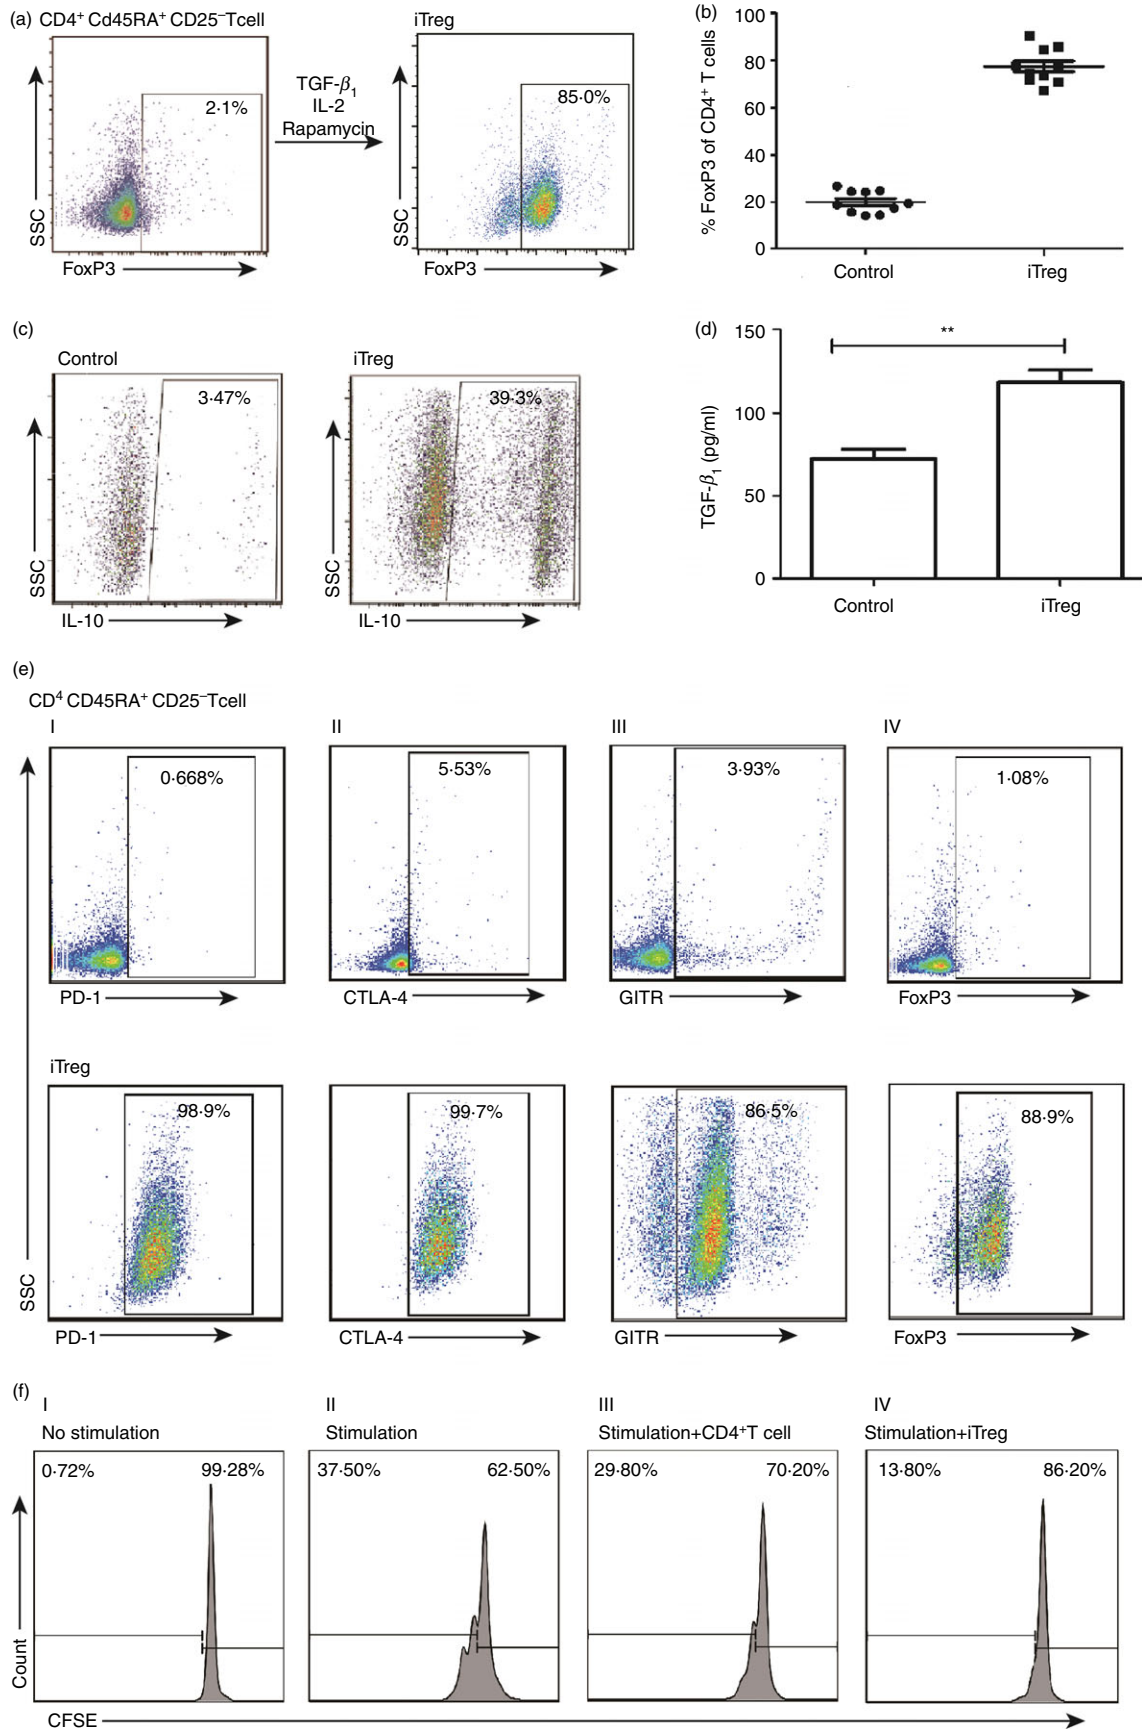 (a) CD4+ Cd45RA+ CD25–Tcell
iTreg
2·1%
TGF-β1
IL-2
Rapamycin
85·0%
SSC
FoxP3
SSC
FoxP3
(b)
% FoxP3 of CD4+ T cells
100
80
60
40
20
0
Control
iTreg
(c)
Control
iTreg
3·47%
39·3%
SSC
IL-10
SSC
IL-10
(d)
TGF-β1 (pg/ml)
150
100
50
0
**
Control
iTreg
(e)
CD4 CD45RA+ CD25–Tcell
I
II
III
IV
0·668%
5·53%
3·93%
1·08%
PD-1
CTLA-4
GITR
FoxP3
iTreg
98·9%
99·7%
86·5%
88·9%
SSC
PD-1
CTLA-4
GITR
FoxP3
(f)
I
II
III
IV
No stimulation
Stimulation
Stimulation+CD4+T cell
Stimulation+iTreg
0·72% 99·28%
37·50% 62·50%
29·80% 70·20%
13·80% 86·20%
Count
CFSE